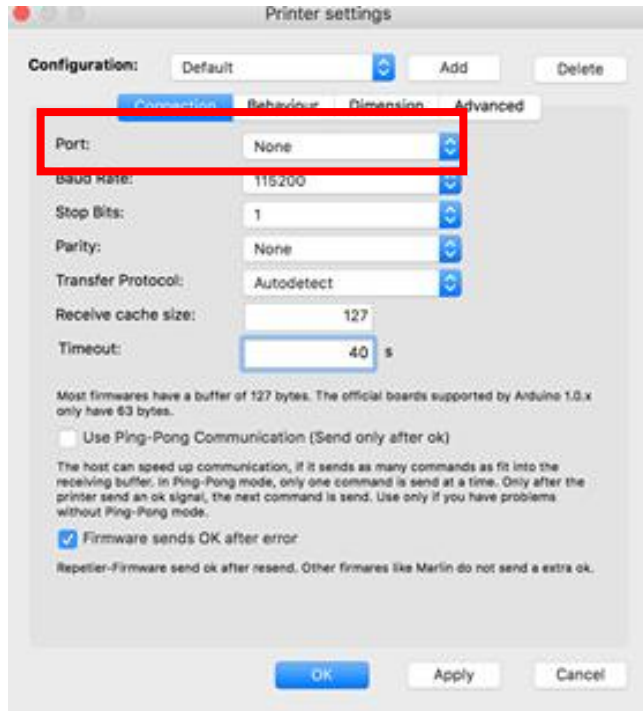 Printer settings
Configuration: Default Add Delete
Connection Behaviour Dimension Advanced
Port: None
Baud Rate: 115200
Stop Bits: 1
Parity: None
Transfer Protocol: Autodetect
Receive cache size: 127
Timeout: 40 s
Most firmwares have a buffer of 127 bytes. The official boards supported by Arduino 1.0.x
only have 63 bytes.
Use Ping-Pong Communication (Send only after ok)
The host can speed up communication, if it sends as many commands as fit into the
receiving buffer. In Ping-Pong mode, only one command is send at a time. Only after the
printer send an ok signal, the next command is send. Use only if you have problems
without Ping-Pong mode.
Firmware sends OK after error
Repetier-Firmware send ok after resend. Other firmares like Marlin do not send a extra ok.
OK Apply Cancel